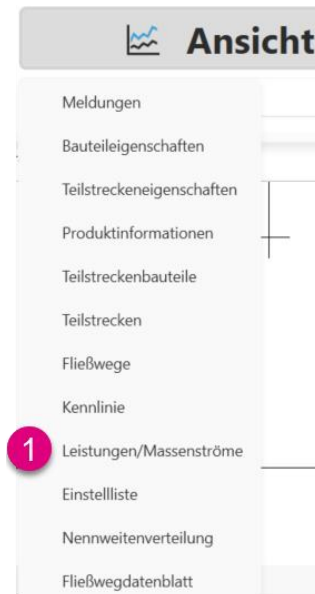 Ansicht
Meldungen
Bauteileigenschaften
Teilstreckeneigenschaften
Produktinformationen
Teilstreckenbauteile
Teilstrecken
Fließwege
Kennlinie
1 Leistungen/Massenströme
Einstellliste
Nennweitenverteilung
Fließwegdatenblatt